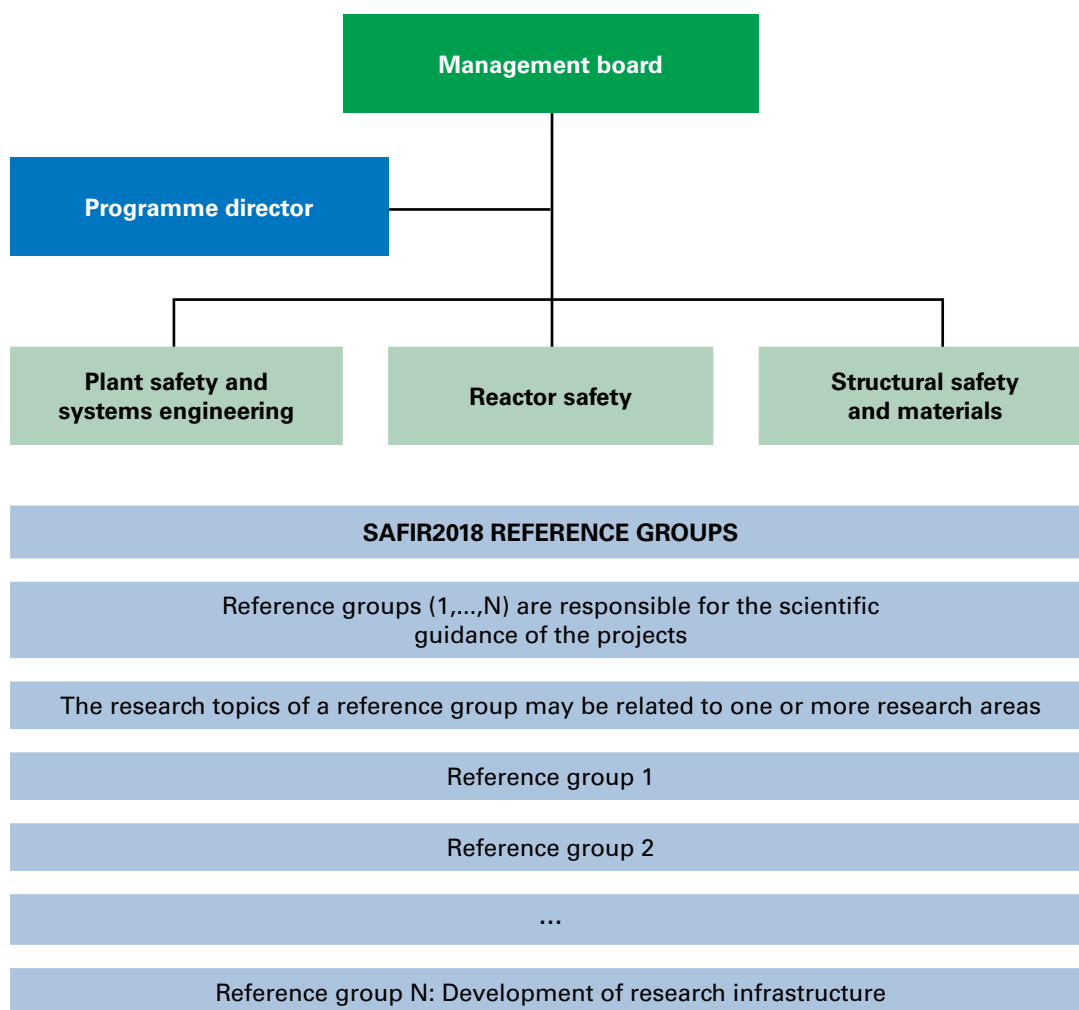 Management board
Programme director
Plant safety and
systems engineering
Reactor safety
Structural safety
and materials
SAFIR2018 REFERENCE GROUPS
Reference groups (1,...,N) are responsible for the scientific
guidance of the projects
The research topics of a reference group may be related to one or more research areas
Reference group 1
Reference group 2
...
Reference group N: Development of research infrastructure